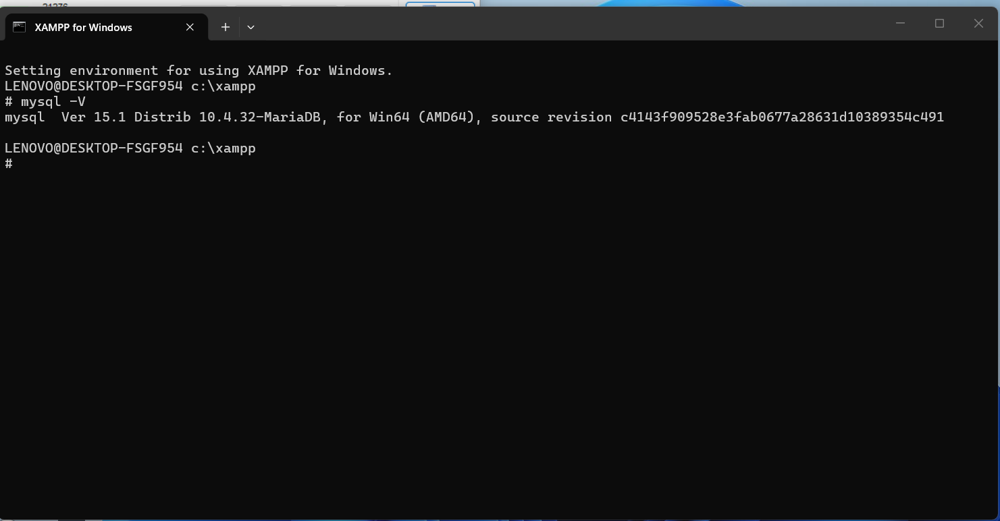 XAMPP for Windows
Setting environment for using XAMPP for Windows.
LENOVO@DESKTOP-FSGF954 c:\xampp
# mysql -V
mysql  Ver 15.1 Distrib 10.4.32-MariaDB, for Win64 (AMD64), source revision c4143f909528e3fab0677a28631d10389354c491
LENOVO@DESKTOP-FSGF954 c:\xampp
#